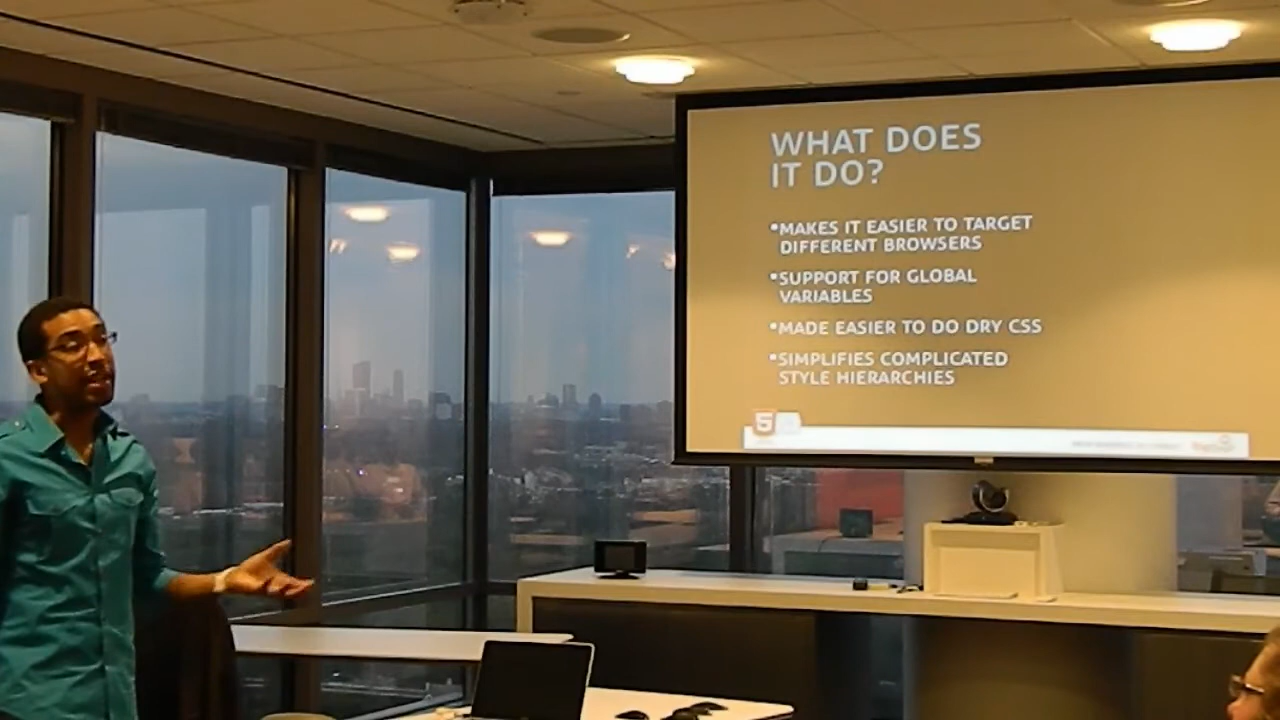 WHAT DOES
IT DO?
•MAKES IT EASIER TO TARGET
DIFFERENT BROWSERS
•SUPPORT FOR GLOBAL
VARIABLES
•MADE EASIER TO DO DRY CSS
•SIMPLIFIES COMPLICATED
STYLE HIERARCHIES
5